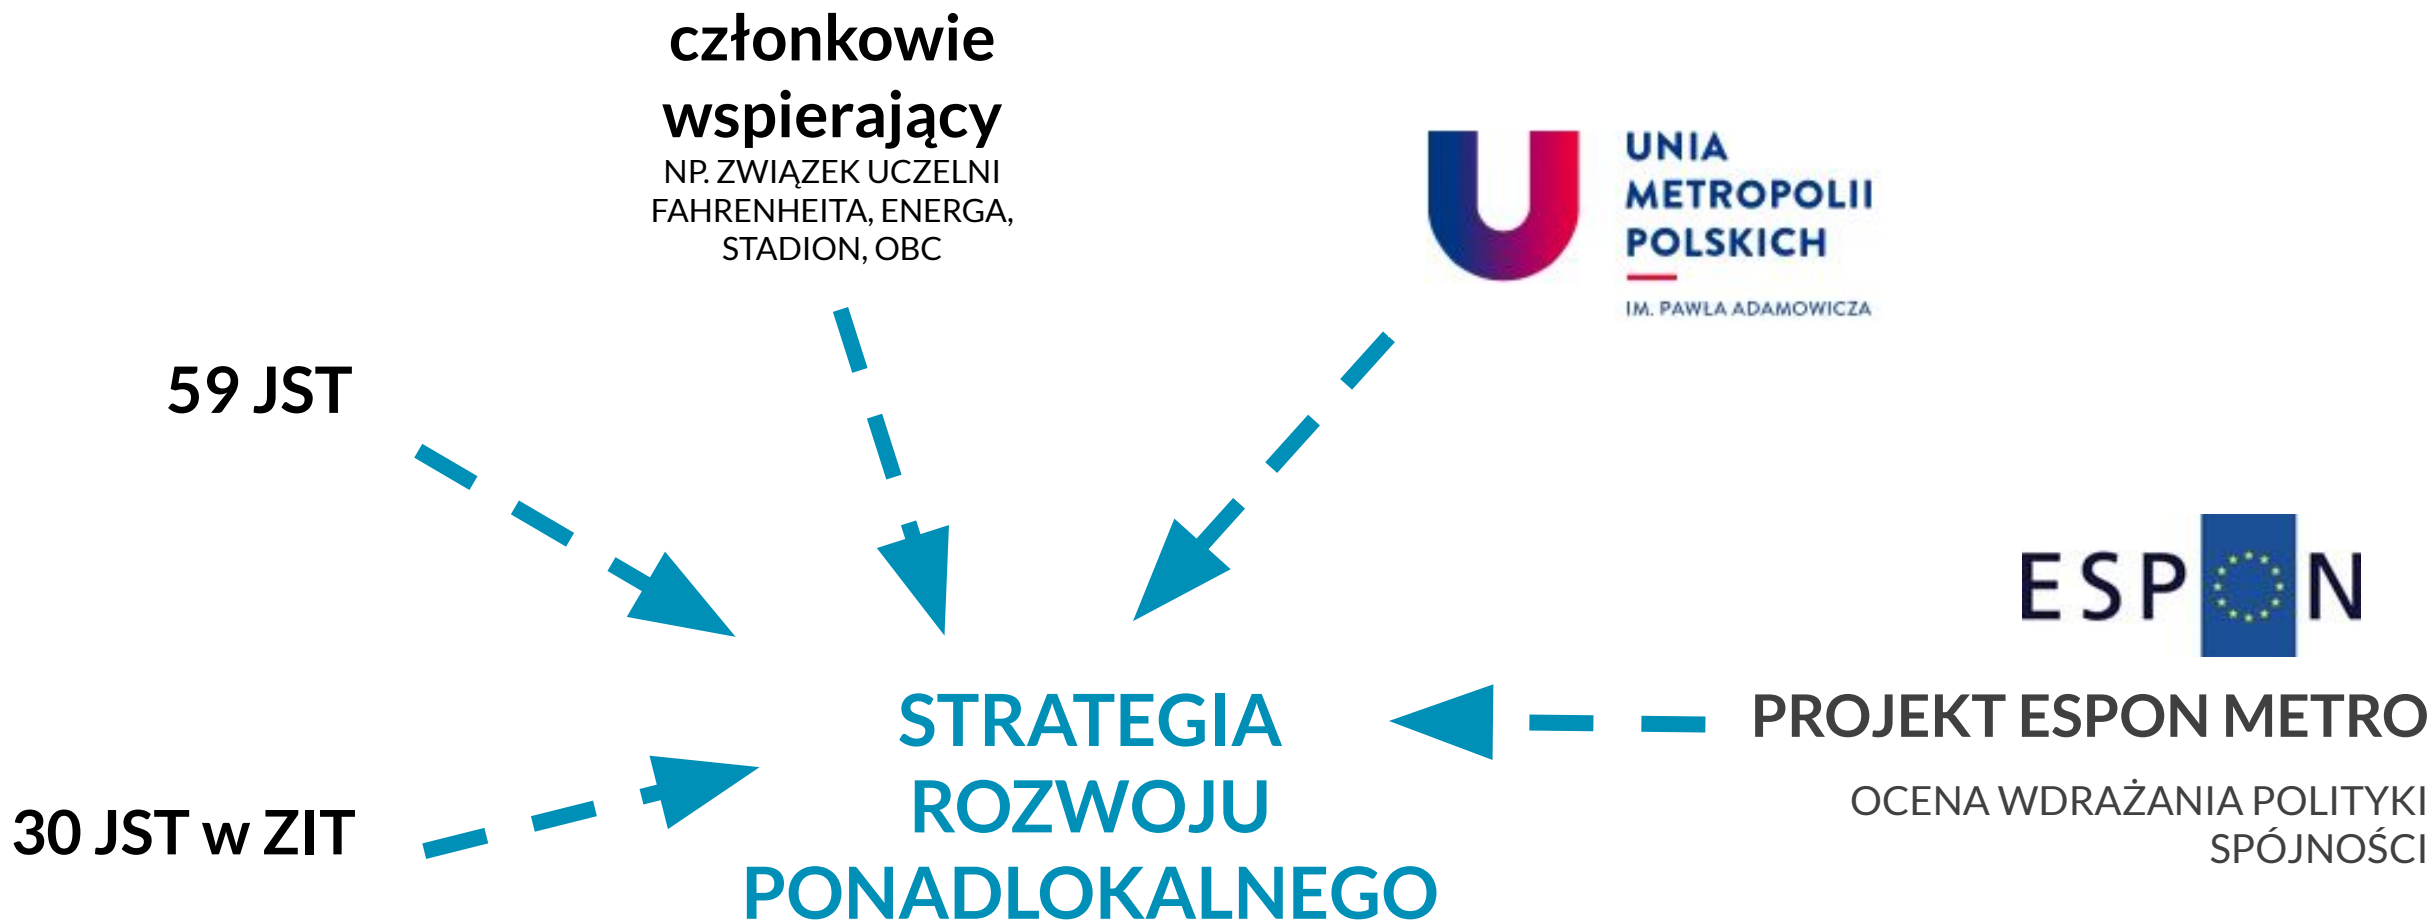 członkowie
wspierający
NP. ZWIĄZEK UCZELNI
FAHRENHEITA, ENERGA,
STADION, OBC
UNIA
METROPOLII
POLSKICH
IM. PAWŁA ADAMOWICZA
59 JST
ESPON
PROJEKT ESPON METRO
OCENA WDRAŻANIA POLITYKI
SPÓJNOŚCI
30 JST w ZIT
STRATEGIA
ROZWOJU
PONADLOKALNEGO